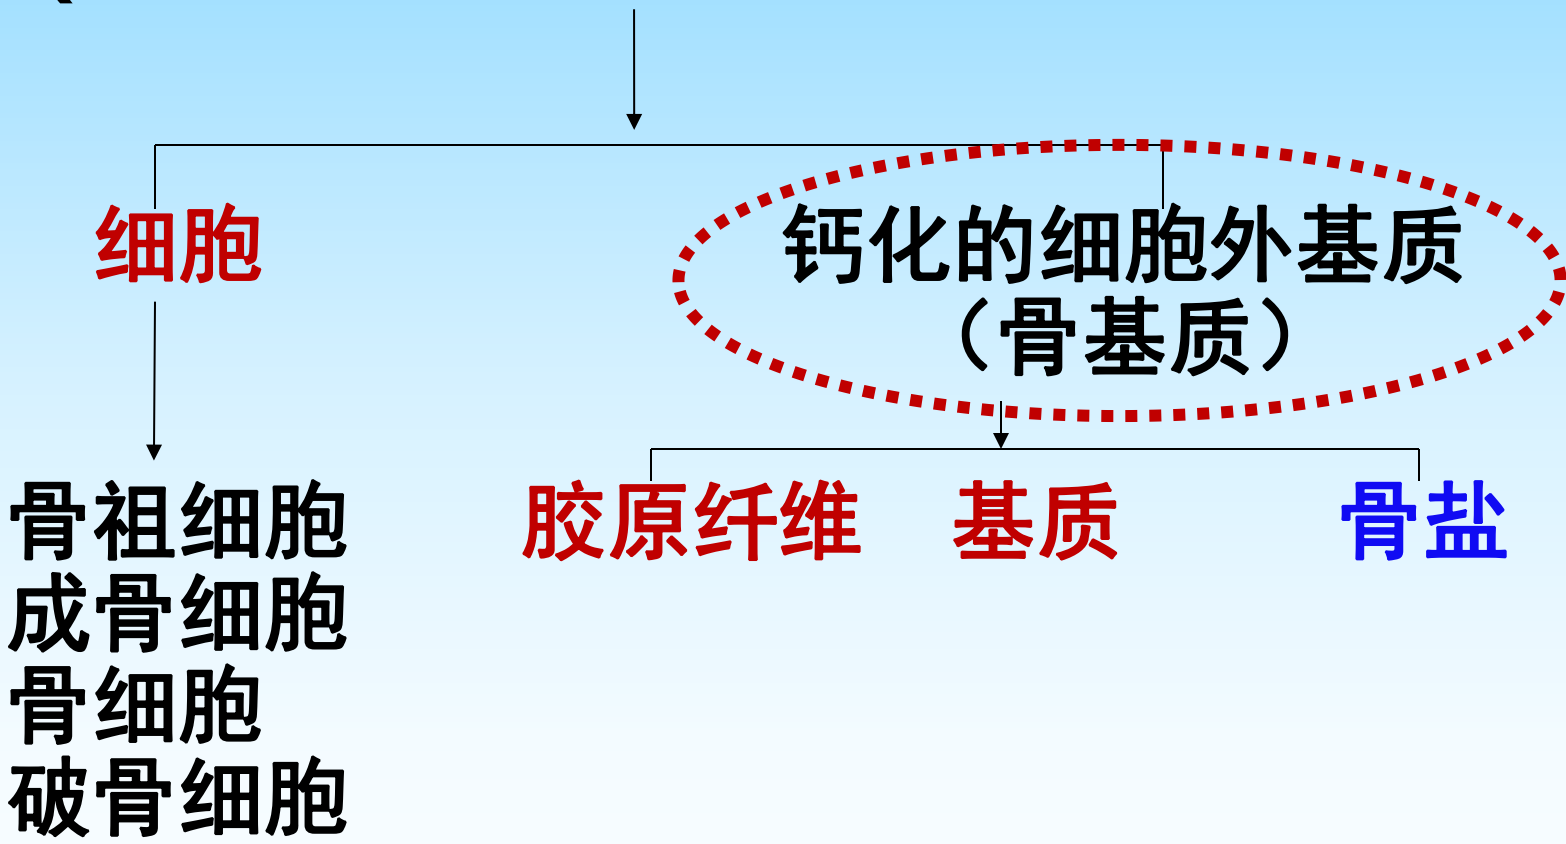 细胞
钙化的细胞外基质
（骨基质）
骨祖细胞
成骨细胞
骨细胞
破骨细胞
胶原纤维 基质 骨盐